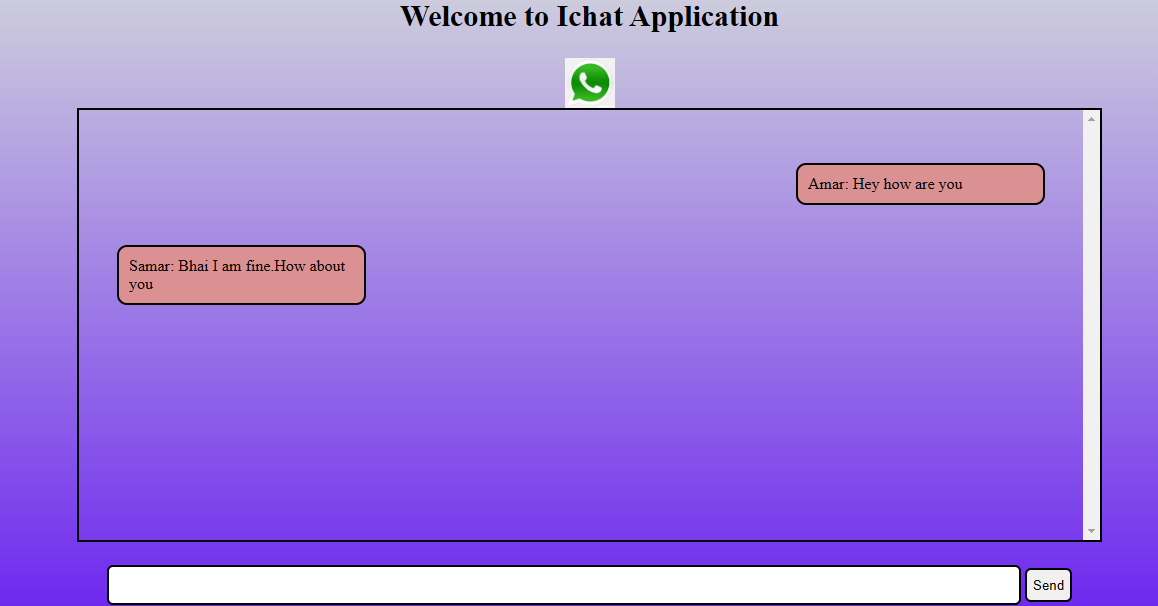 Welcome to Ichat Application
Amar: Hey how are you
Samar: Bhai I am fine.How about
you
Send